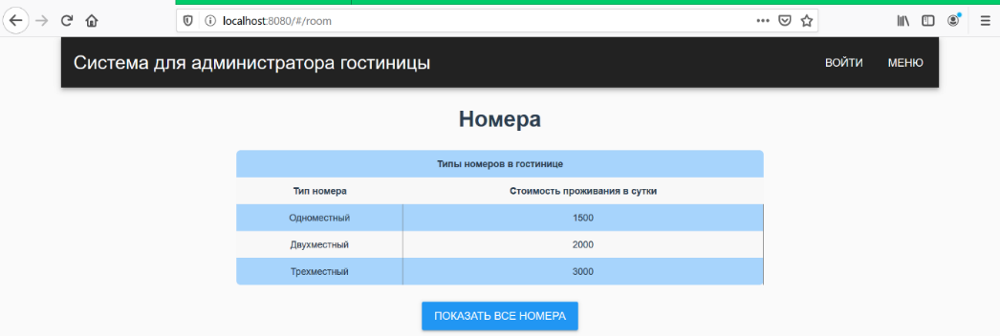 localhost:8080/#/room
Система для администратора гостиницы
ВОЙТИ МЕНЮ
Номера
Типы номеров в гостинице
Тип номера Стоимость проживания в сутки
Одноместный 1500
Двухместный 2000
Трехместный 3000
ПОКАЗАТЬ ВСЕ НОМЕРА